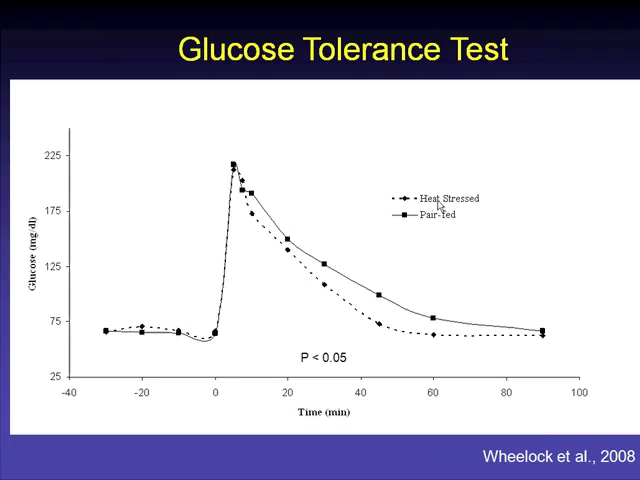 Glucose Tolerance Test
225
175
125
75
25
Glucose (mg/dl)
Heat Stressed
Pair-fed
P < 0.05
-40
-20
0
20
40
60
80
100
Time (min)
Wheelock et al., 2008